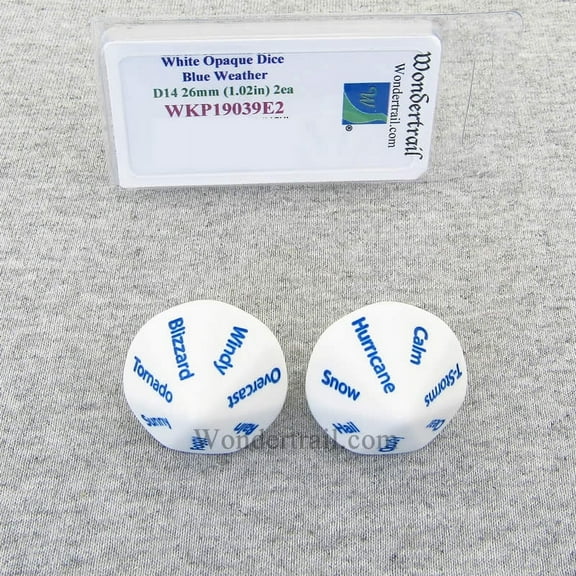 White Opaque Dice
Blue Weather
D14 26mm (1.02in) 2ea
WKP19039E2
Wondertrail
Wondertrail.com
W
®
Blizzard
Windy
Tornado
Overcast
Sunny
Hurricane
Calm
Snow
T-Storms
Wondertrail.com